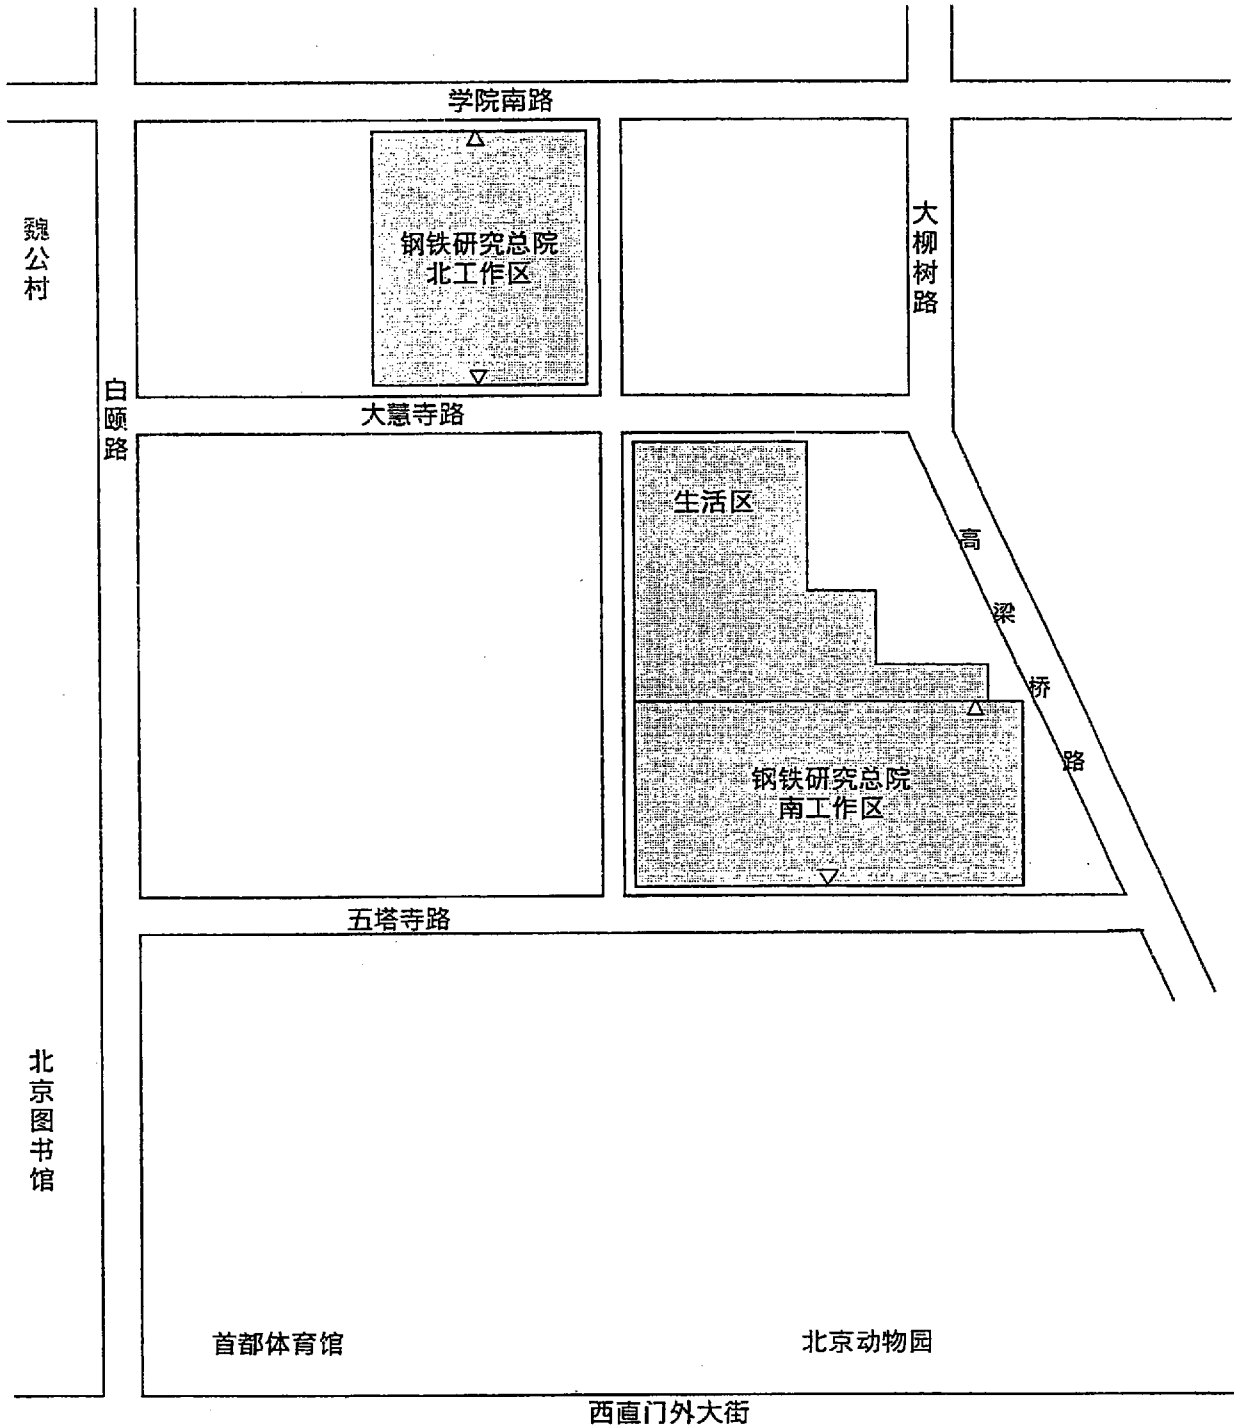 学院南路
钢铁研究总院
北工作区
魏公村
大柳树路
白颐路
大慧寺路
生活区
高梁桥路
钢铁研究总院
南工作区
五塔寺路
北京图书馆
首都体育馆
北京动物园
西直门外大街